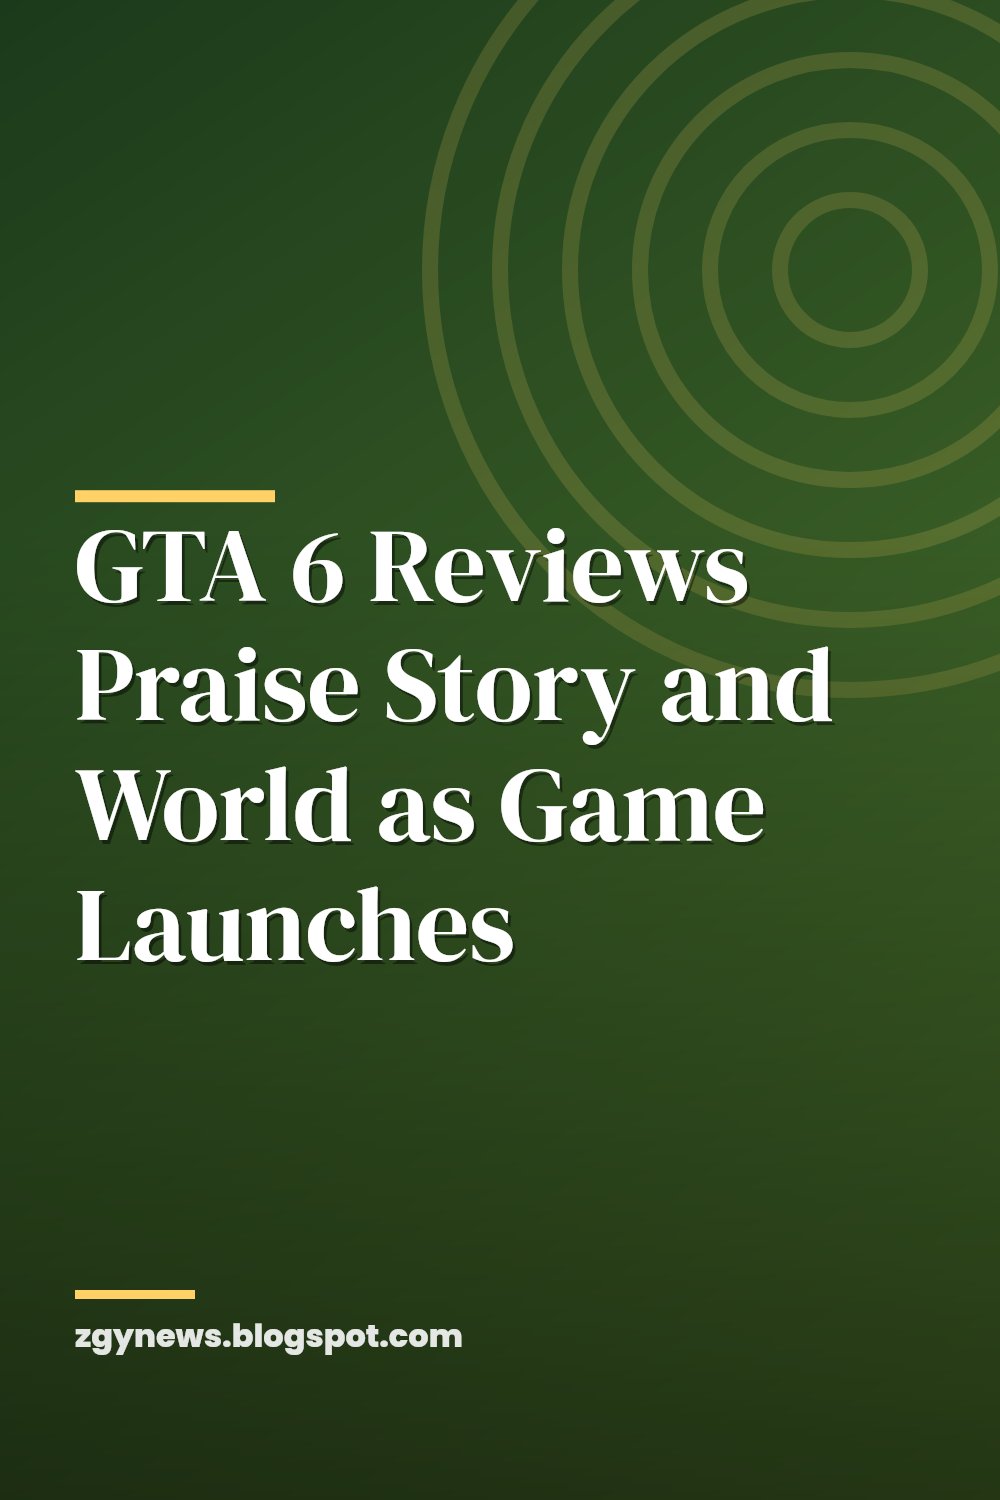 GTA 6 Reviews
Praise Story and
World as Game
Launches
zgynews.blogspot.com